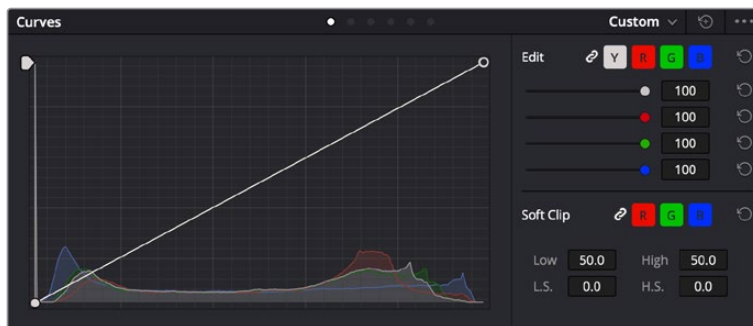 Curves
Custom
Edit
Y
R
G
B
100
100
100
100
Soft Clip
R
G
B
Low 50.0 High 50.0
L.S. 0.0 H.S. 0.0